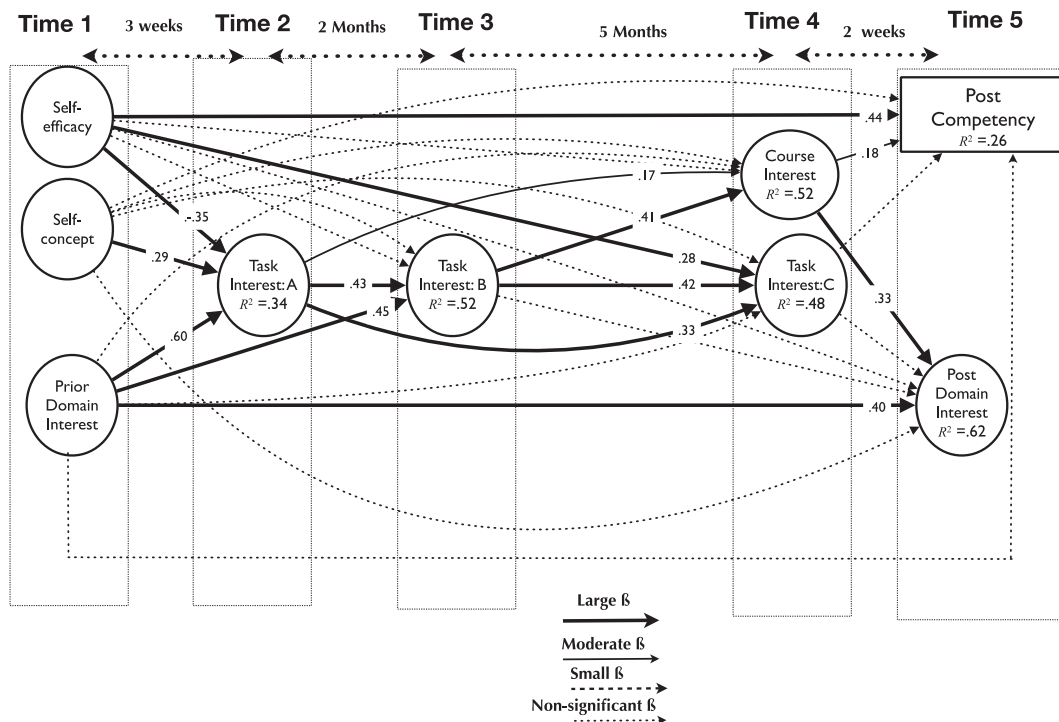 Time 1
3 weeks
Time 2
2 Months
Time 3
5 Months
Time 4
2 weeks
Time 5
Self-
efficacy
Self-
concept
Prior
Domain
Interest
Task
Interest: A
R² =.34
Task
Interest: B
R² =.52
Course
Interest
R² =.52
Task
Interest: C
R² =.48
Post
Competency
R² =.26
Post
Domain
Interest
R² =.62
.44
.18
.17
.41
-.35
.29
.28
.43
.42
.45
.60
.33
.33
.40
Large ß
Moderate ß
Small ß
Non-significant ß